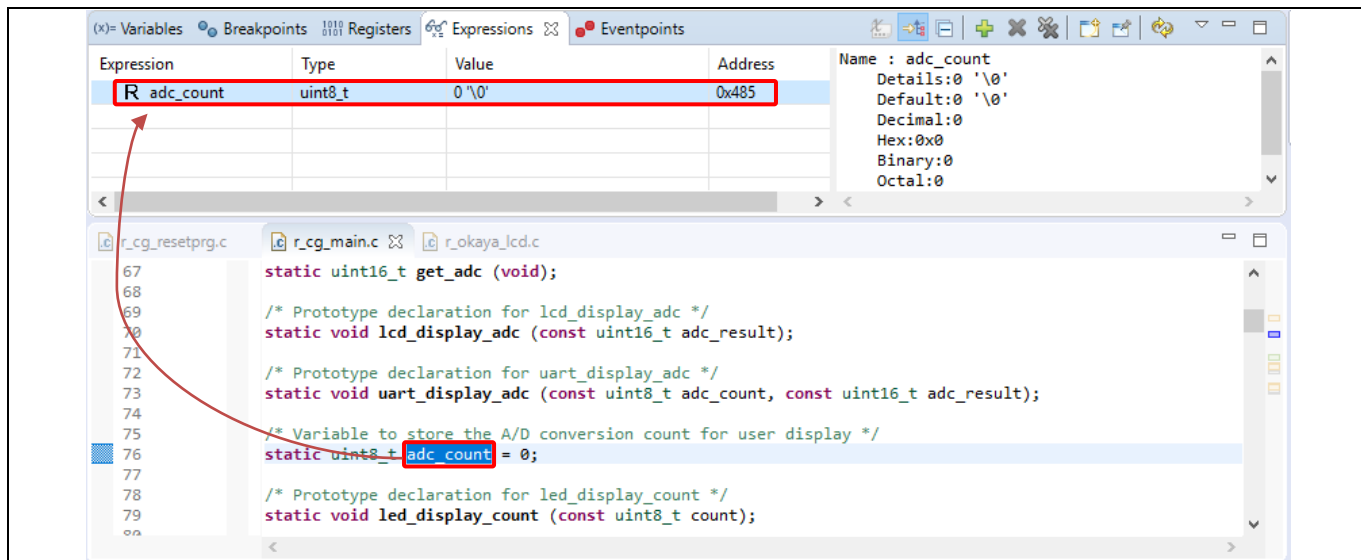 (x)= Variables Breakpoints 1010 0101 Registers Expressions Eventpoints
Expression Type Value Address
R adc_count uint8_t 0 '\0' 0x485
Name : adc_count
Details:0 '\0'
Default:0 '\0'
Decimal:0
Hex:0x0
Binary:0
Octal:0
.c r_cg_resetprg.c .c r_cg_main.c .c r_okaya_lcd.c
67 static uint16_t get_adc (void);
68
69 /* Prototype declaration for lcd_display_adc */
70 static void lcd_display_adc (const uint16_t adc_result);
71
72 /* Prototype declaration for uart_display_adc */
73 static void uart_display_adc (const uint8_t adc_count, const uint16_t adc_result);
74
75 /* Variable to store the A/D conversion count for user display */
76 static uint8_t adc_count = 0;
77
78 /* Prototype declaration for led_display_count */
79 static void led_display_count (const uint8_t count);
80